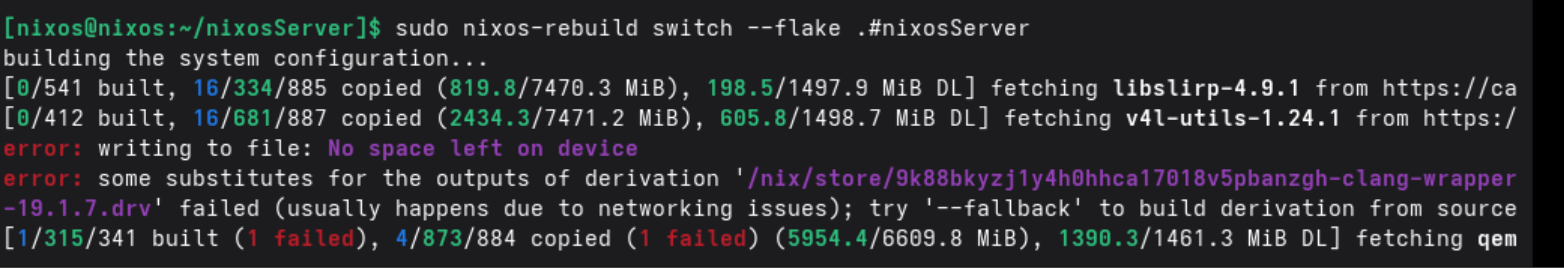 [nixos@nixos:~/nixosServer]$ sudo nixos-rebuild switch --flake .#nixosServer
building the system configuration...
[0/541 built, 16/334/885 copied (819.8/7470.3 MiB), 198.5/1497.9 MiB DL] fetching libslirp-4.9.1 from https://ca
[0/412 built, 16/681/887 copied (2434.3/7471.2 MiB), 605.8/1498.7 MiB DL] fetching v4l-utils-1.24.1 from https:/
error: writing to file: No space left on device
error: some substitutes for the outputs of derivation '/nix/store/9k88bkyzj1y4h0hhca17018v5pbanzgh-clang-wrapper
-19.1.7.drv' failed (usually happens due to networking issues); try '--fallback' to build derivation from source
[1/315/341 built (1 failed), 4/873/884 copied (1 failed) (5954.4/6609.8 MiB), 1390.3/1461.3 MiB DL] fetching qem